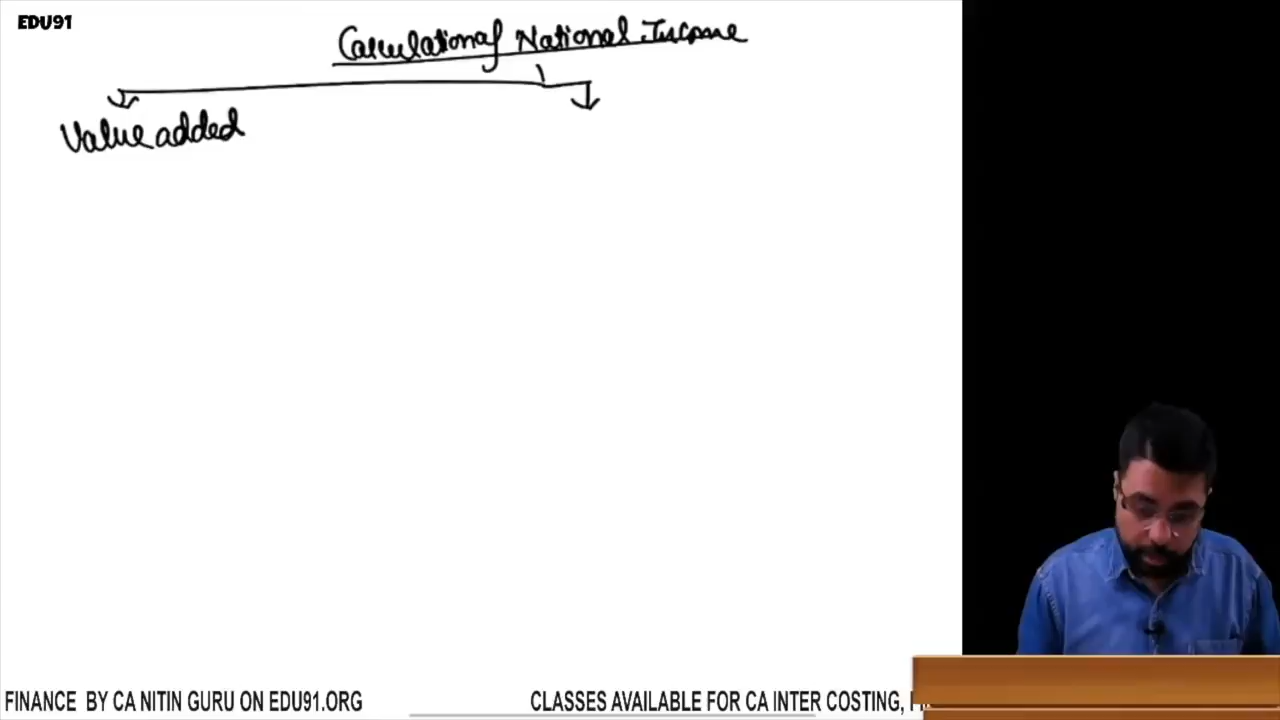 EDU91
Calculation of National Income
Value added
FINANCE BY CA NITIN GURU ON EDU91.ORG
CLASSES AVAILABLE FOR CA INTER COSTING,